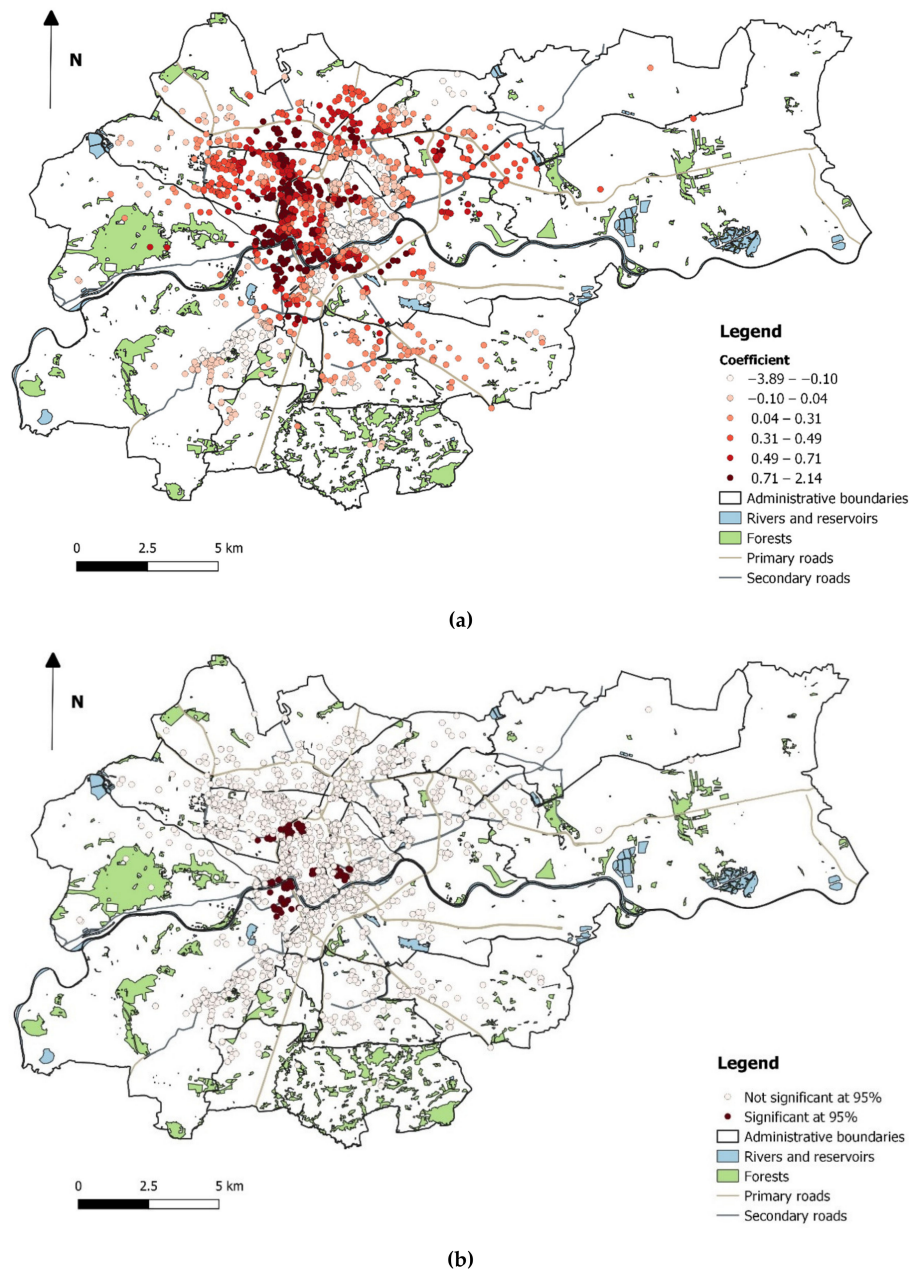 N
Legend
Coefficient
−3.89 – −0.10
−0.10 – 0.04
0.04 – 0.31
0.31 – 0.49
0.49 – 0.71
0.71 – 2.14
Administrative boundaries
Rivers and reservoirs
Forests
Primary roads
Secondary roads
0 2.5 5 km
(a)
N
Legend
Not significant at 95%
Significant at 95%
Administrative boundaries
Rivers and reservoirs
Forests
Primary roads
Secondary roads
0 2.5 5 km
(b)